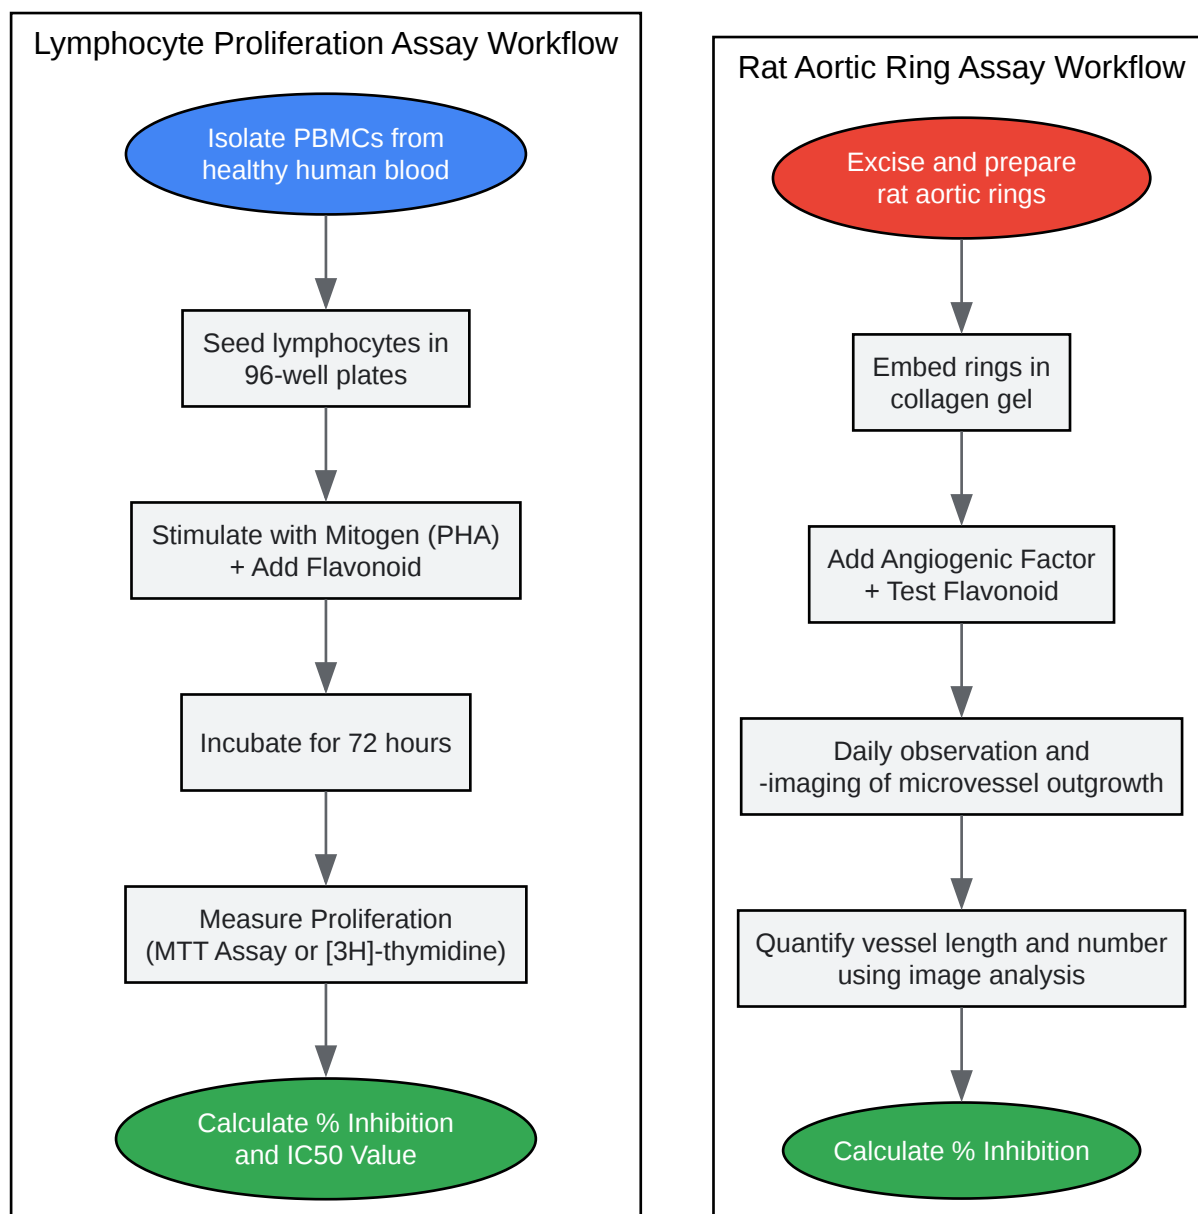 Lymphocyte Proliferation Assay Workflow
Isolate PBMCs from
healthy human blood
Seed lymphocytes in
96-well plates
Stimulate with Mitogen (PHA)
+ Add Flavonoid
Incubate for 72 hours
Measure Proliferation
(MTT Assay or [3H]-thymidine)
Calculate % Inhibition
and IC50 Value
Rat Aortic Ring Assay Workflow
Excise and prepare
rat aortic rings
Embed rings in
collagen gel
Add Angiogenic Factor
+ Test Flavonoid
Daily observation and
-imaging of microvessel outgrowth
Quantify vessel length and number
using image analysis
Calculate % Inhibition